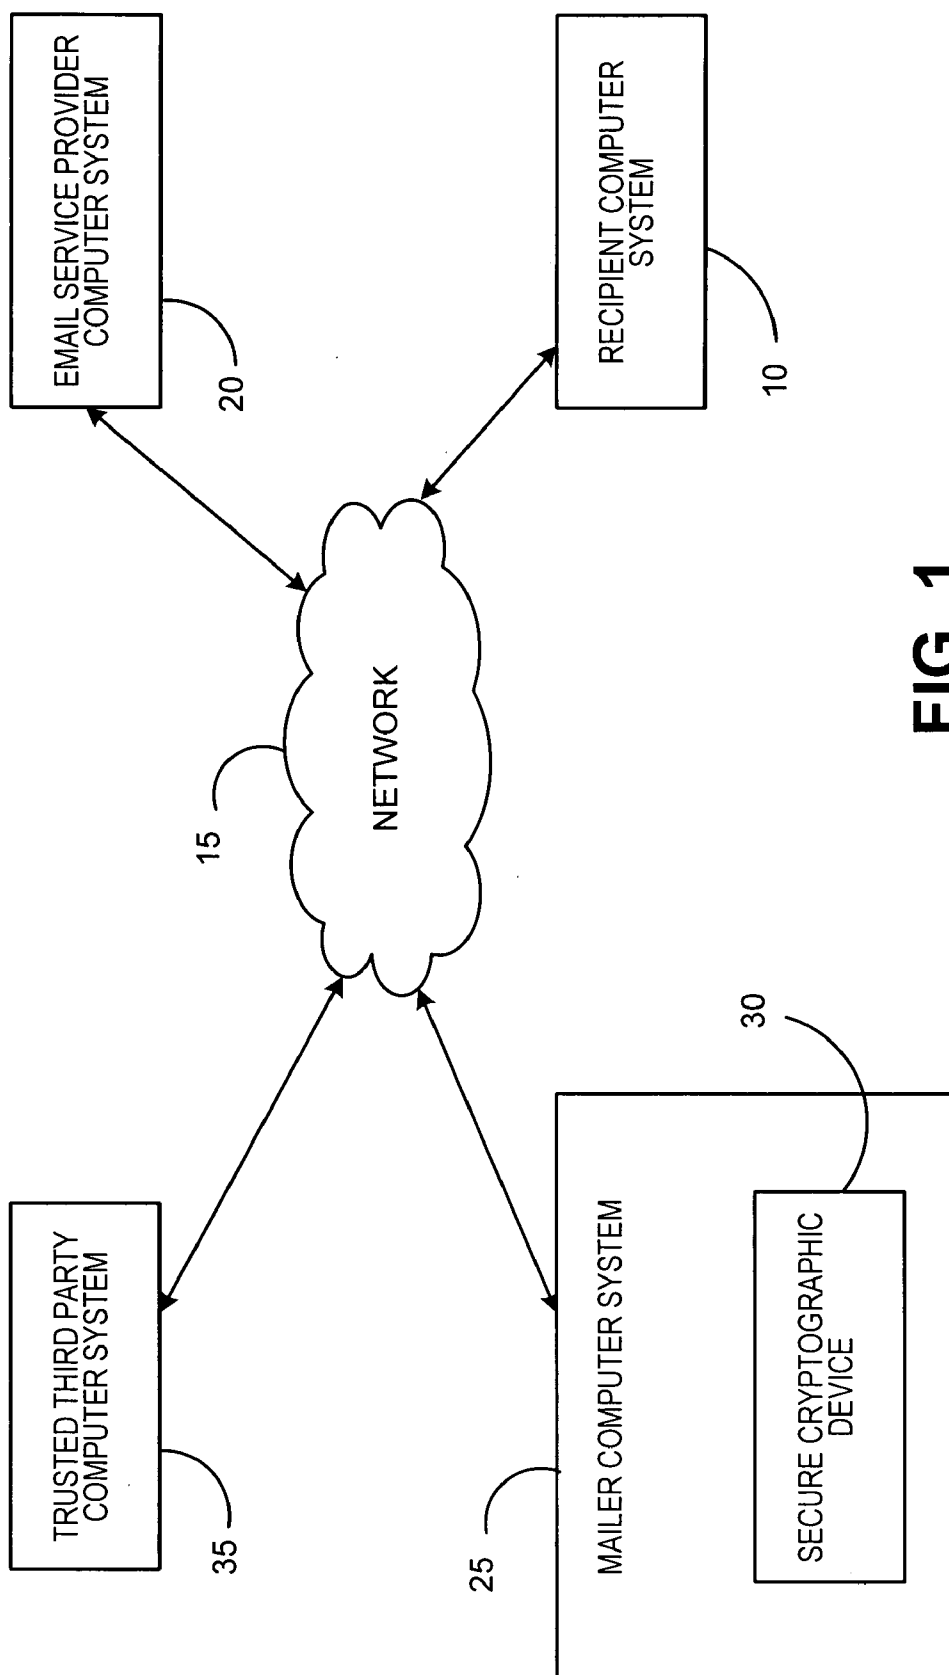 TRUSTED THIRD PARTY
COMPUTER SYSTEM
35
EMAIL SERVICE PROVIDER
COMPUTER SYSTEM
20
15
NETWORK
25
MAILER COMPUTER SYSTEM
SECURE CRYPTOGRAPHIC
DEVICE
30
RECIPIENT COMPUTER
SYSTEM
10
FIG. 1